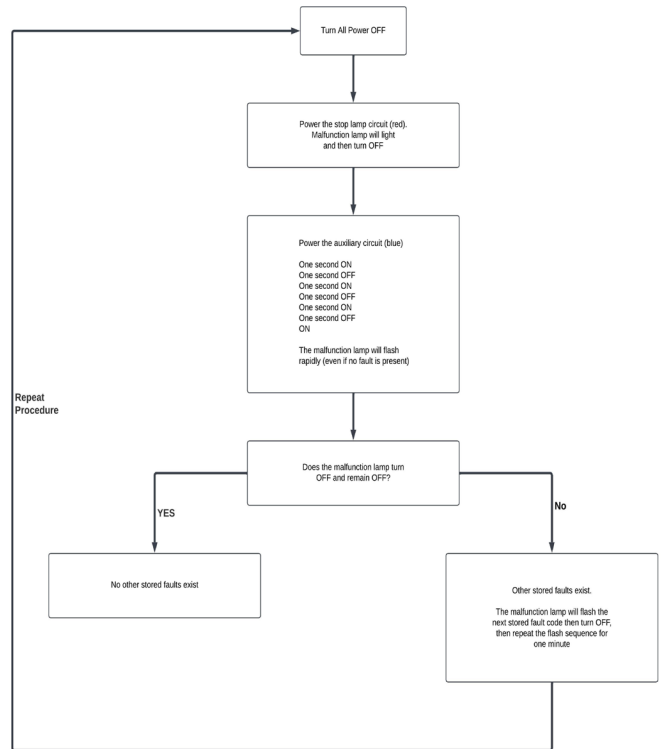 Turn All Power OFF
Power the stop lamp circuit (red).
Malfunction lamp will light
and then turn OFF
Power the auxiliary circuit (blue)
One second ON
One second OFF
One second ON
One second OFF
One second ON
One second OFF
ON
The malfunction lamp will flash
rapidly (even if no fault is present)
Repeat
Procedure
Does the malfunction lamp turn
OFF and remain OFF?
YES
No
No other stored faults exist
Other stored faults exist.
The malfunction lamp will flash the
next stored fault code then turn OFF,
then repeat the flash sequence for
one minute